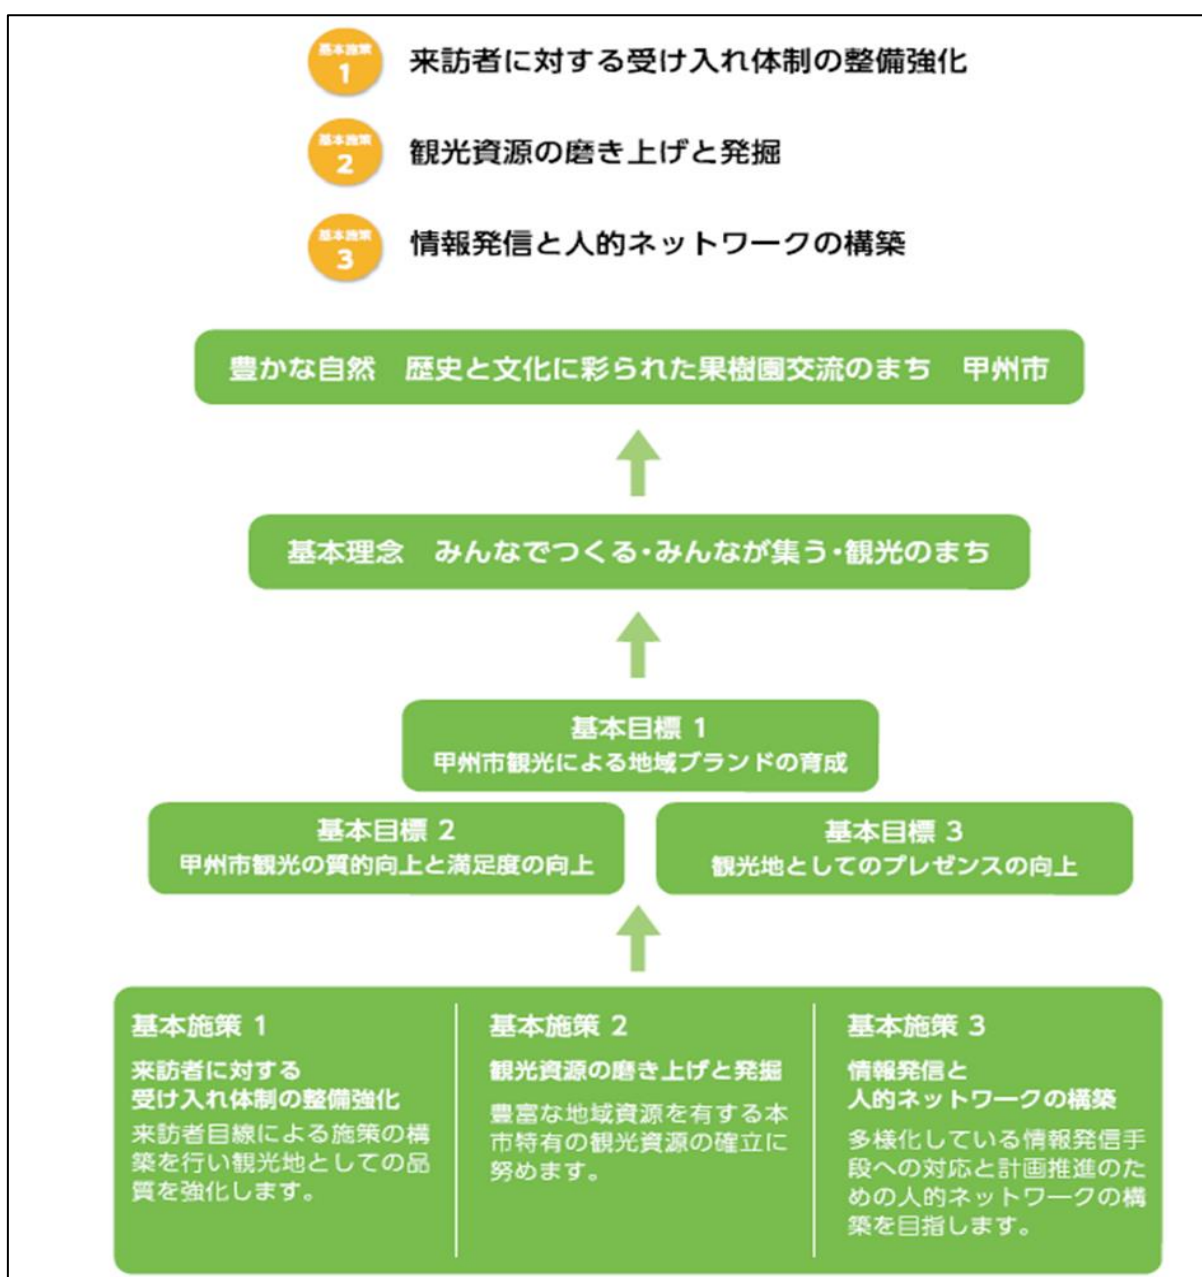 基本施策
1
来訪者に対する受け入れ体制の整備強化
基本施策
2
観光資源の磨き上げと発掘
基本施策
3
情報発信と人的ネットワークの構築
豊かな自然　歴史と文化に彩られた果樹園交流のまち　甲州市
基本理念　みんなでつくる・みんなが集う・観光のまち
基本目標 1
甲州市観光による地域ブランドの育成
基本目標 2
甲州市観光の質的向上と満足度の向上
基本目標 3
観光地としてのプレゼンスの向上
基本施策 1
来訪者に対する
受け入れ体制の整備強化
来訪者目線による施策の構
築を行い観光地としての品
質を強化します。
基本施策 2
観光資源の磨き上げと発掘
豊富な地域資源を有する本
市特有の観光資源の確立に
努めます。
基本施策 3
情報発信と
人的ネットワークの構築
多様化している情報発信手
段への対応と計画推進のた
めの人的ネットワークの構
築を目指します。